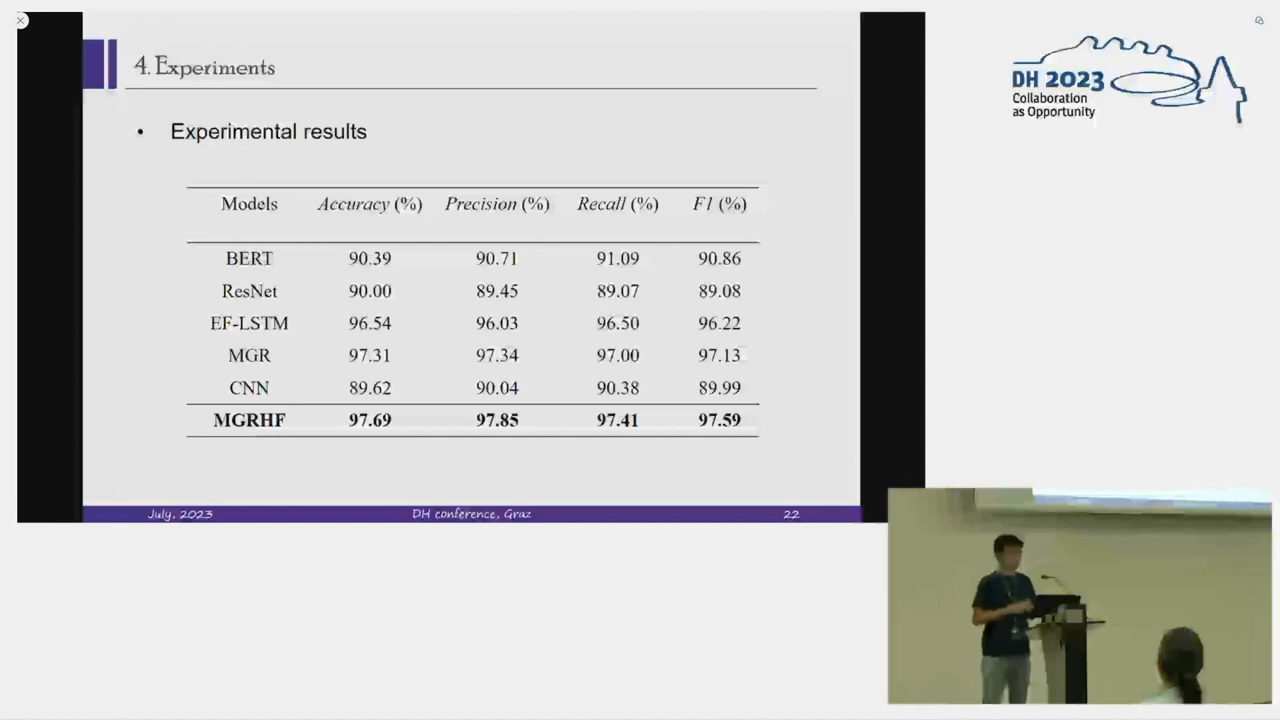 4. Experiments
• Experimental results
Models Accuracy (%) Precision (%) Recall (%) F1 (%)
BERT 90.39 90.71 91.09 90.86
ResNet 90.00 89.45 89.07 89.08
EF-LSTM 96.54 96.03 96.50 96.22
MGR 97.31 97.34 97.00 97.13
CNN 89.62 90.04 90.38 89.99
MGRHF 97.69 97.85 97.41 97.59
July, 2023 DH conference, Graz 22
DH 2023
Collaboration
as Opportunity